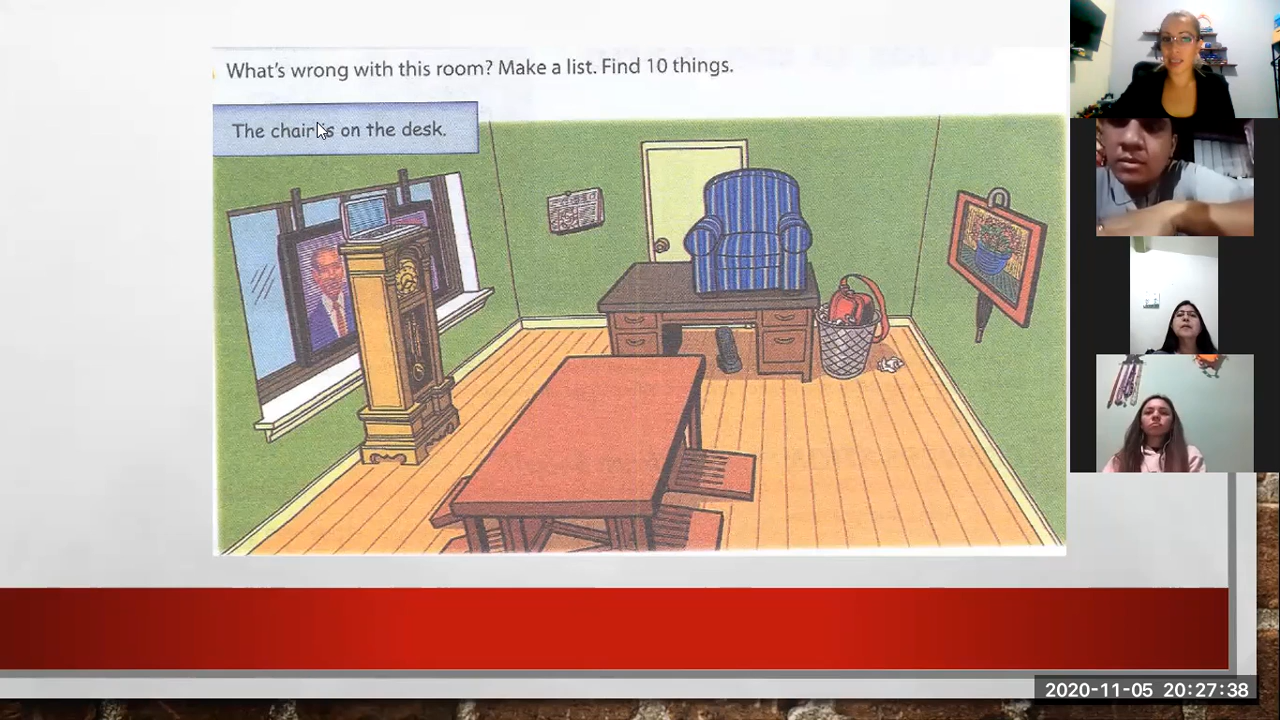 What's wrong with this room? Make a list. Find 10 things.
The chair is on the desk.
2020-11-05 20:27:38